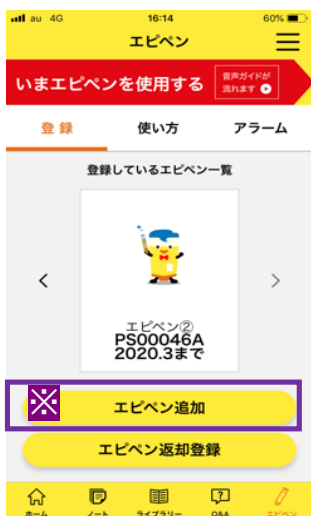 au 4G 16:14 60%
エピペン
いまエピペンを使用する 音声ガイドが
流れます
登録 使い方 アラーム
登録しているエピペン一覧
エピペン②
PS00046A
2020.3まで
※ エピペン追加
エピペン返却登録
ホーム ノート ライブラリー Q&A エピペン